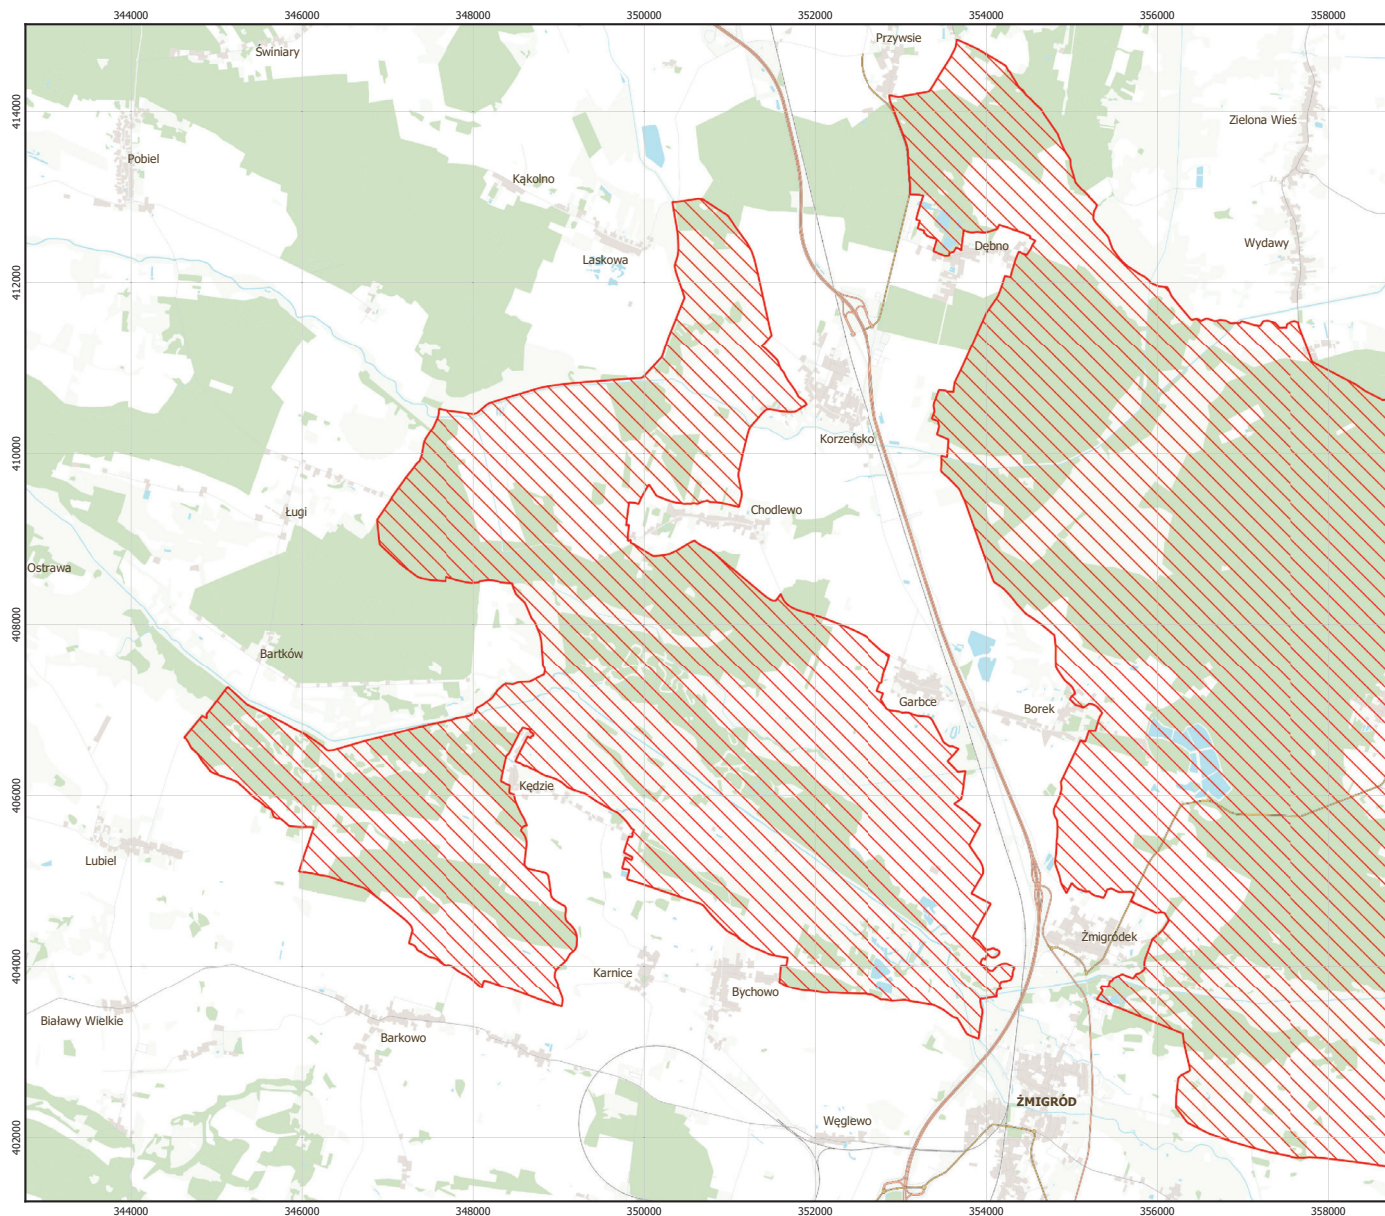 344000 346000 348000 350000 352000 354000 356000 358000
Przywsie
Świniary
414000
Zielona Wieś
Pobiel
Kąkolno
Wydawy
Dębno
Laskowa
412000
Korzeńsko
410000
Ługi
Chodlewo
Ostrawa
408000
Bartków
Garbce
Borek
406000
Kędzie
Lubiel
Żmigródek
404000
Karnice
Bychowo
Białawy Wielkie
Barkowo
ŻMIGRÓD
Węglewo
402000
344000 346000 348000 350000 352000 354000 356000 358000